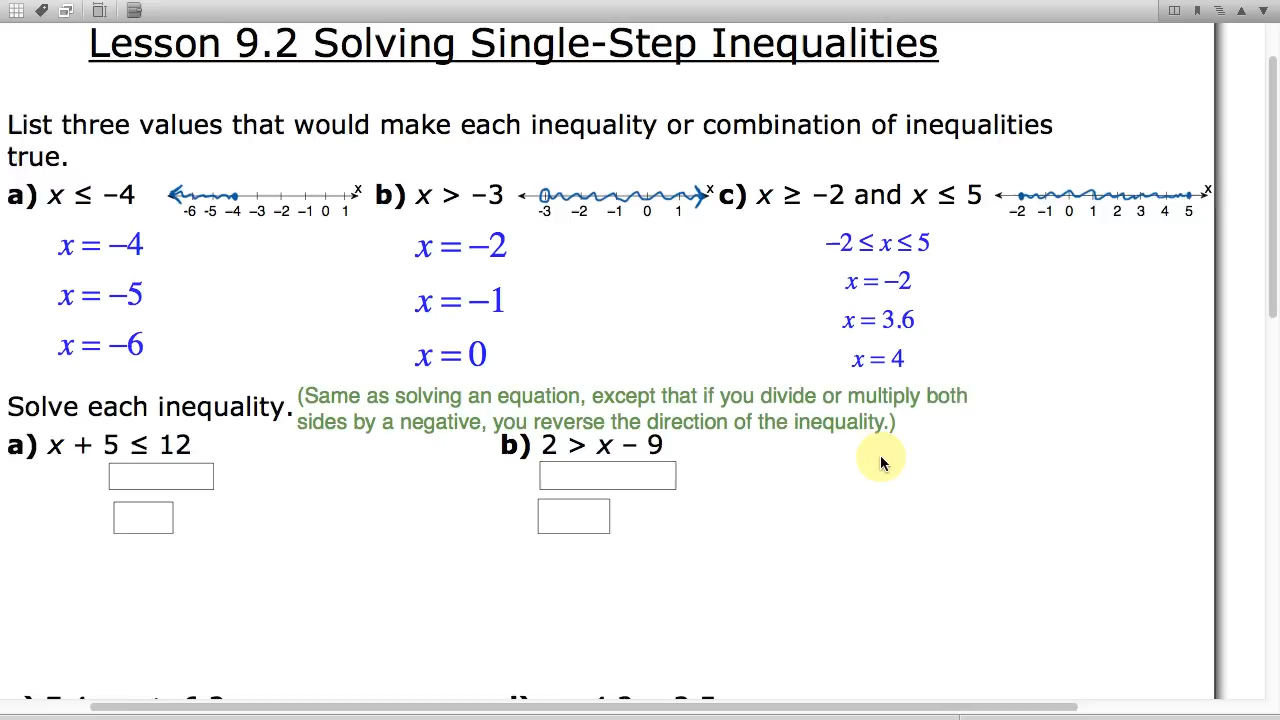 Lesson 9.2 Solving Single-Step Inequalities
List three values that would make each inequality or combination of inequalities
true.
a) x ≤ –4
x
-6 -5 -4 -3 -2 -1 0 1
b) x > –3
x
-3 -2 -1 0 1
c) x ≥ –2 and x ≤ 5
x
-2 -1 0 1 2 3 4 5
x = –4
x = –5
x = –6
x = –2
x = –1
x = 0
–2 ≤ x ≤ 5
x = –2
x = 3.6
x = 4
Solve each inequality.
(Same as solving an equation, except that if you divide or multiply both
sides by a negative, you reverse the direction of the inequality.)
a) x + 5 ≤ 12
b) 2 > x – 9